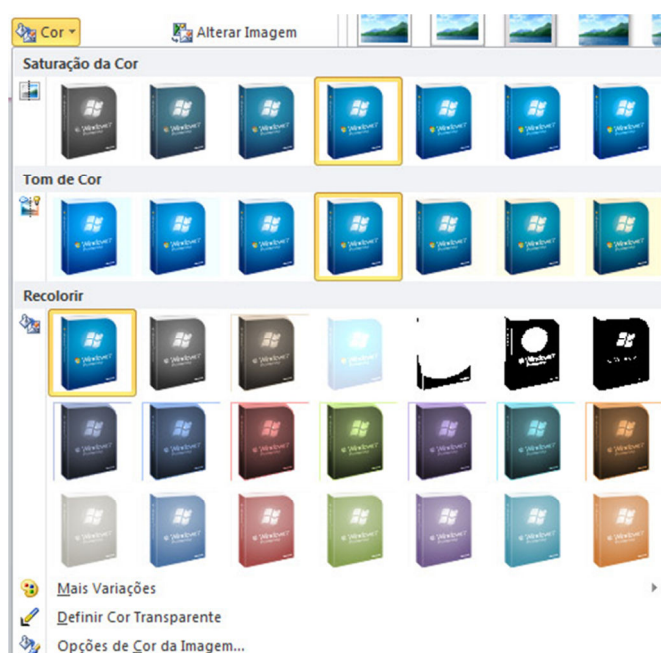 Cor
Alterar Imagem
Saturação da Cor
Tom de Cor
Recolorir
Mais Variações
Definir Cor Transparente
Opções de Cor da Imagem...